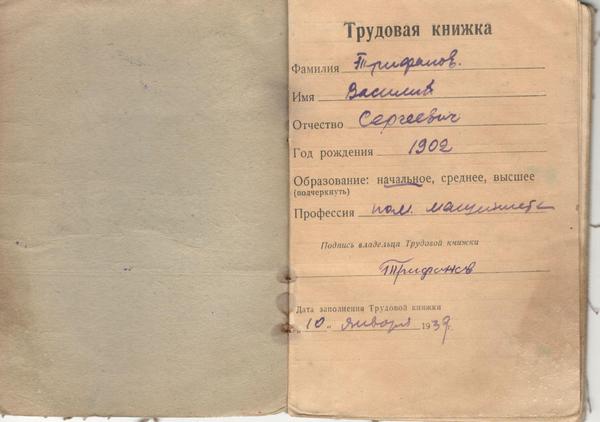 Трудовая книжка
Фамилия Трифонов.
Имя Василий
Отчество Сергеевич
Год рождения 1902
Образование: начальное, среднее, высшее
(подчеркнуть)
Профессия пом. машиниста
Подпись владельца Трудовой книжки
Трифонов
Дата заполнения Трудовой книжки
„10" января 1939г.